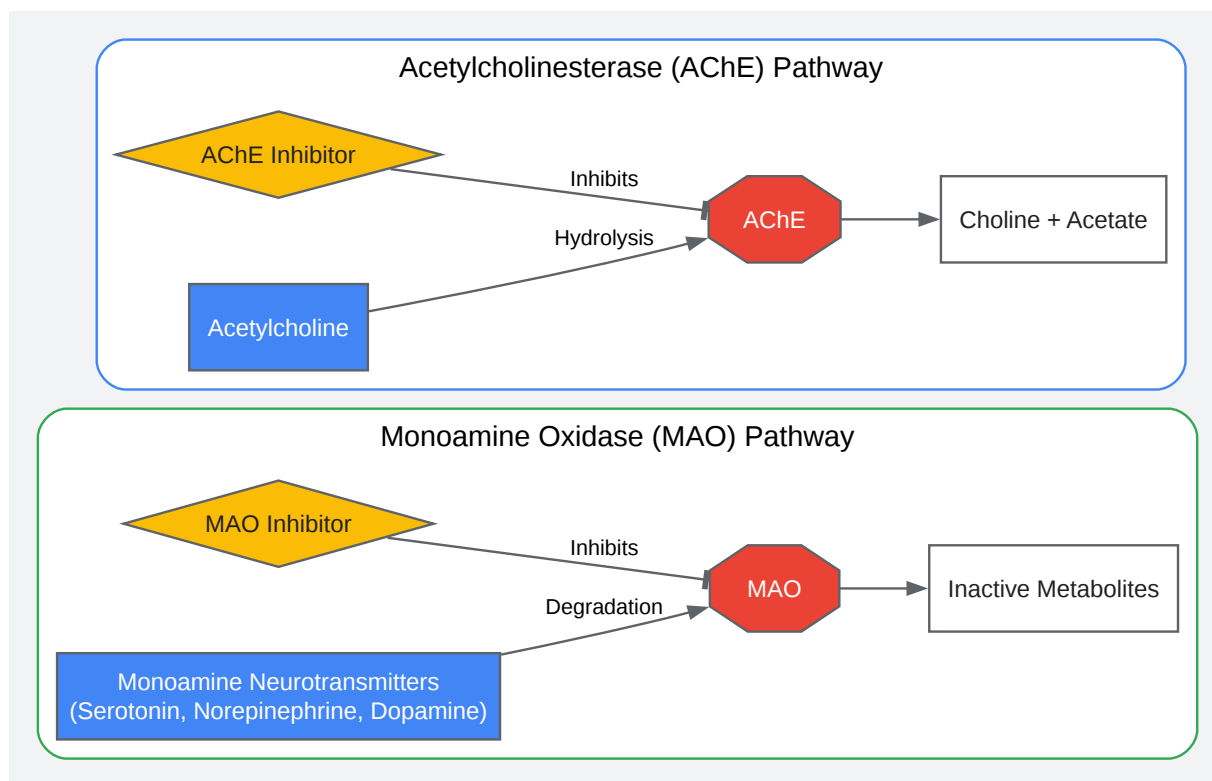 Acetylcholinesterase (AChE) Pathway
AChE Inhibitor
Inhibits
AChE
Choline + Acetate
Hydrolysis
Acetylcholine
Monoamine Oxidase (MAO) Pathway
MAO Inhibitor
Inhibits
MAO
Inactive Metabolites
Degradation
Monoamine Neurotransmitters
(Serotonin, Norepinephrine, Dopamine)